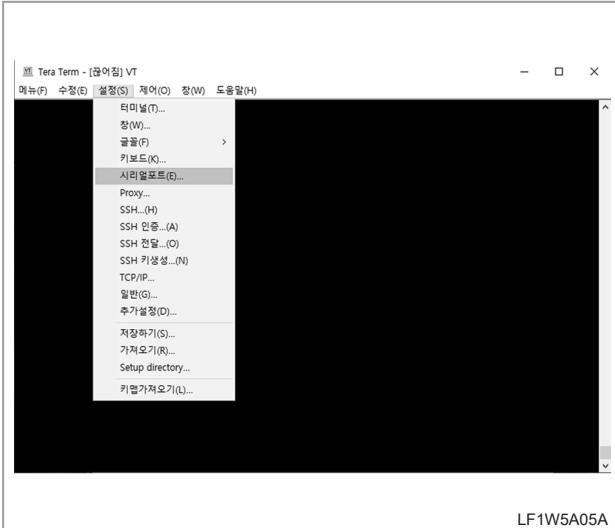 Tera Term - [끊어짐] VT
메뉴(F) 수정(E) 설정(S) 제어(O) 창(W) 도움말(H)
터미널(T)...
창(W)...
글꼴(F)
키보드(K)...
시리얼포트(E)...
Proxy...
SSH...(H)
SSH 인증...(A)
SSH 전달...(O)
SSH 키생성...(N)
TCP/IP...
일반(G)...
추가설정(D)...
저장하기(S)...
가져오기(R)...
Setup directory...
키맵가져오기(L)...
LF1W5A05A